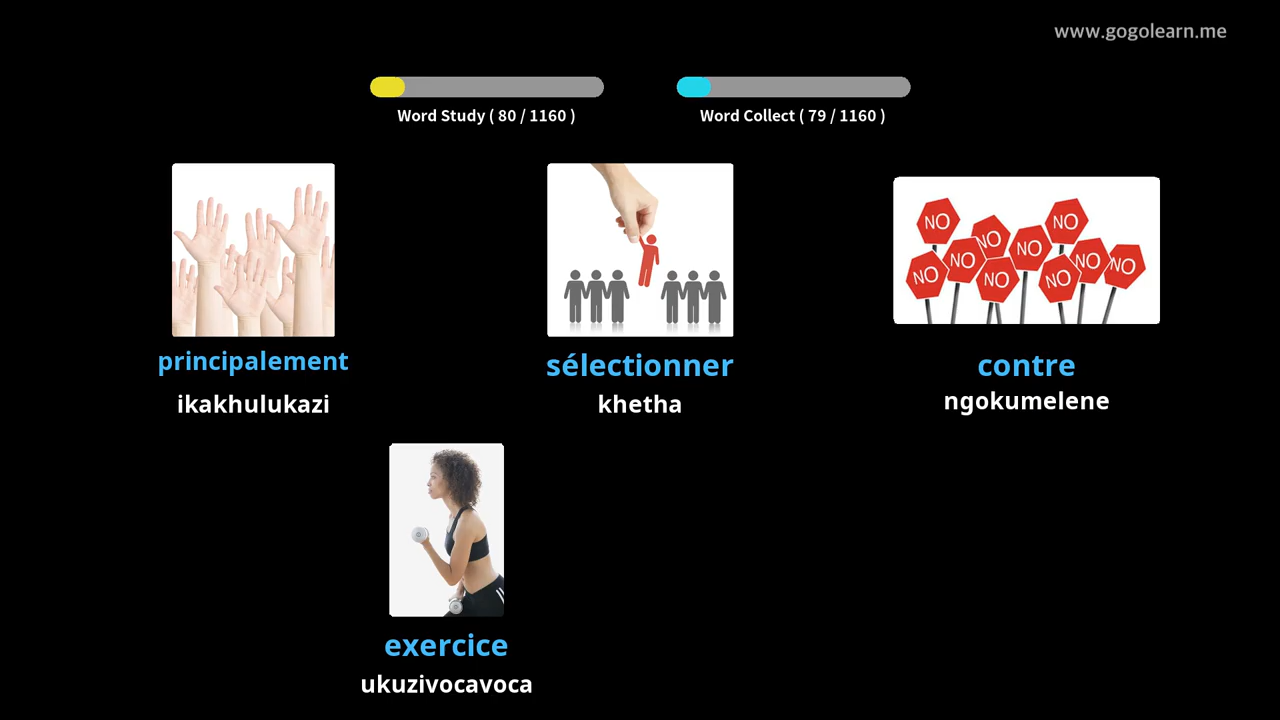 www.gogolearn.me
Word Study ( 80 / 1160 )
Word Collect ( 79 / 1160 )
NO
NO
NO
NO
NO
NO
NO
NO
NO
NO
principalement
sélectionner
contre
ikakhulukazi
khetha
ngokumelene
exercice
ukuzivocavoca